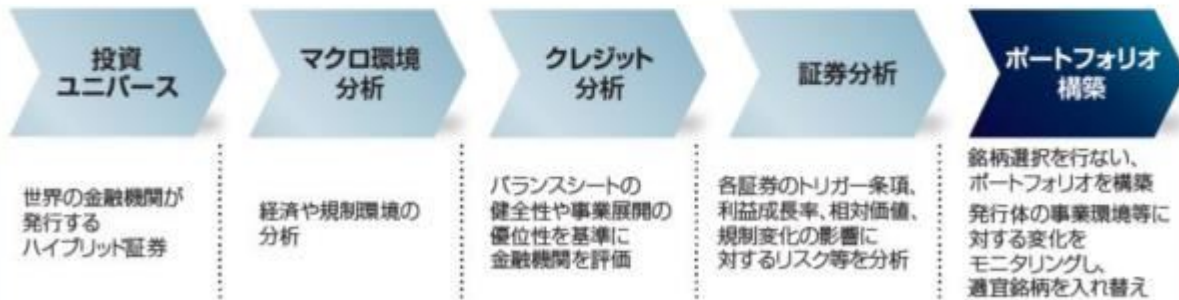 投資
ユニバース
マクロ環境
分析
クレジット
分析
証券分析
ポートフォリオ
構築
世界の金融機関が
発行する
ハイブリッド証券
経済や規制環境の
分析
バランスシートの
健全性や事業展開の
優位性を基準に
金融機関を評価
各証券のトリガー条項、
利益成長率、相対価値、
規制変化の影響に
対するリスク等を分析
銘柄選択を行ない、
ポートフォリオを構築
発行体の事業環境等に
対する変化を
モニタリングし、
適宜銘柄を入れ替え